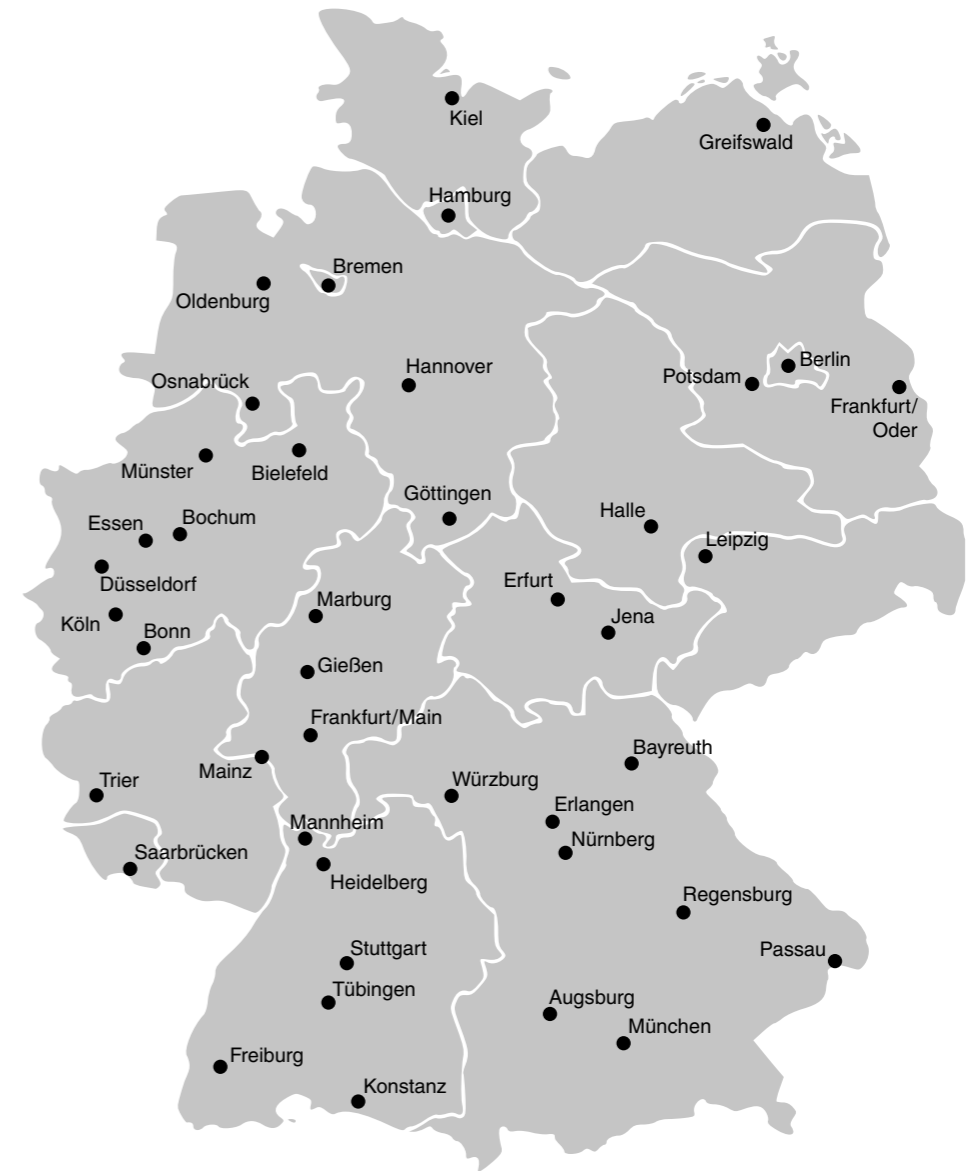 Kiel
Greifswald
Hamburg
Bremen
Oldenburg
Hannover
Berlin
Potsdam
Osnabrück
Frankfurt/
Oder
Münster
Bielefeld
Göttingen
Essen
Bochum
Halle
Leipzig
Düsseldorf
Erfurt
Marburg
Jena
Köln
Bonn
Gießen
Frankfurt/Main
Bayreuth
Mainz
Trier
Würzburg
Erlangen
Mannheim
Nürnberg
Saarbrücken
Heidelberg
Regensburg
Stuttgart
Passau
Tübingen
Augsburg
München
Freiburg
Konstanz